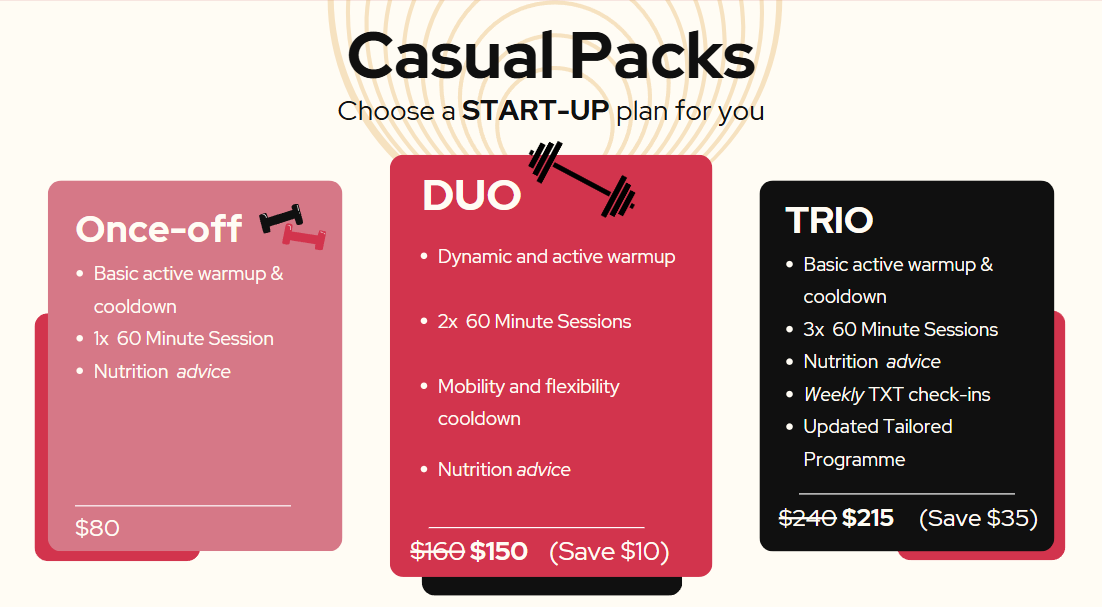 Casual Packs
Choose a START-UP plan for you
Once-off
• Basic active warmup &
cooldown
• 1x 60 Minute Session
• Nutrition advice
$80
DUO
• Dynamic and active warmup
• 2x 60 Minute Sessions
• Mobility and flexibility
cooldown
• Nutrition advice
$160 $150 (Save $10)
TRIO
• Basic active warmup &
cooldown
• 3x 60 Minute Sessions
• Nutrition advice
• Weekly TXT check-ins
• Updated Tailored
Programme
$240 $215 (Save $35)